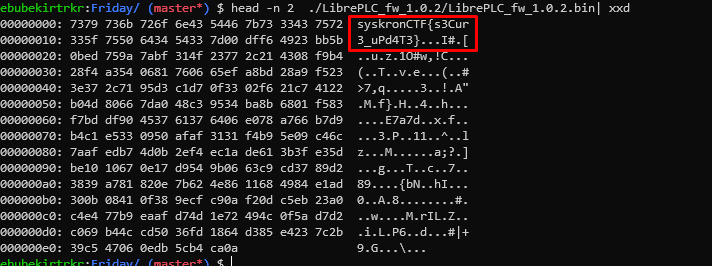 ebubekirtrkr:Friday/ (master*) $ head -n 2  ./LibrePLC_fw_1.0.2/LibrePLC_fw_1.0.2.bin| xxd
00000000: 7379 736b 726f 6e43 5446 7b73 3343 7572  syskronCTF{s3Cur
00000010: 335f 7550 6434 5433 7d00 dff6 4923 bb5b  3_uPd4T3}...I#.[
00000020: 0bed 759a 7abf 314f 2377 2c21 4308 f9b4  ..u.z.1O#w,!C...
00000030: 28f4 a354 0681 7606 65ef a8bd 28a9 f523  (..T..v.e...(..#
00000040: 3e37 2c71 95d3 c1d7 0f33 02f6 21c7 4122  >7,q.....3..!.A"
00000050: b04d 8066 7da0 48c3 9534 ba8b 6801 f583  .M.f}.H..4..h...
00000060: f7bd df90 4537 6137 6406 e078 a766 b7d9  ....E7a7d..x.f..
00000070: b4c1 e533 0950 afaf 3131 f4b9 5e09 c46c  ...3.P..11..^..l
00000080: 7aaf edb7 4d0b 2ef4 ec1a de61 3b3f e35d  z...M......a;?.]
00000090: be10 1067 0e17 d954 9b06 63c9 cd37 89d2  ...g...T..c..7..
000000a0: 3839 a781 820e 7b62 4e86 1168 4984 e1ad  89....{bN..hI...
000000b0: 300b 0841 0f38 9ecf c90a f20d c5eb 23a0  0..A.8........#.
000000c0: c4e4 77b9 eaaf d74d 1e72 494c 0f5a d7d2  ..w....M.rIL.Z..
000000d0: c069 b44c cd50 36fd 1864 d385 e423 7c2b  .i.L.P6..d...#|+
000000e0: 39c5 4706 0edb 5cb4 ca0a                 9.G...\...
ebubekirtrkr:Friday/ (master*) $